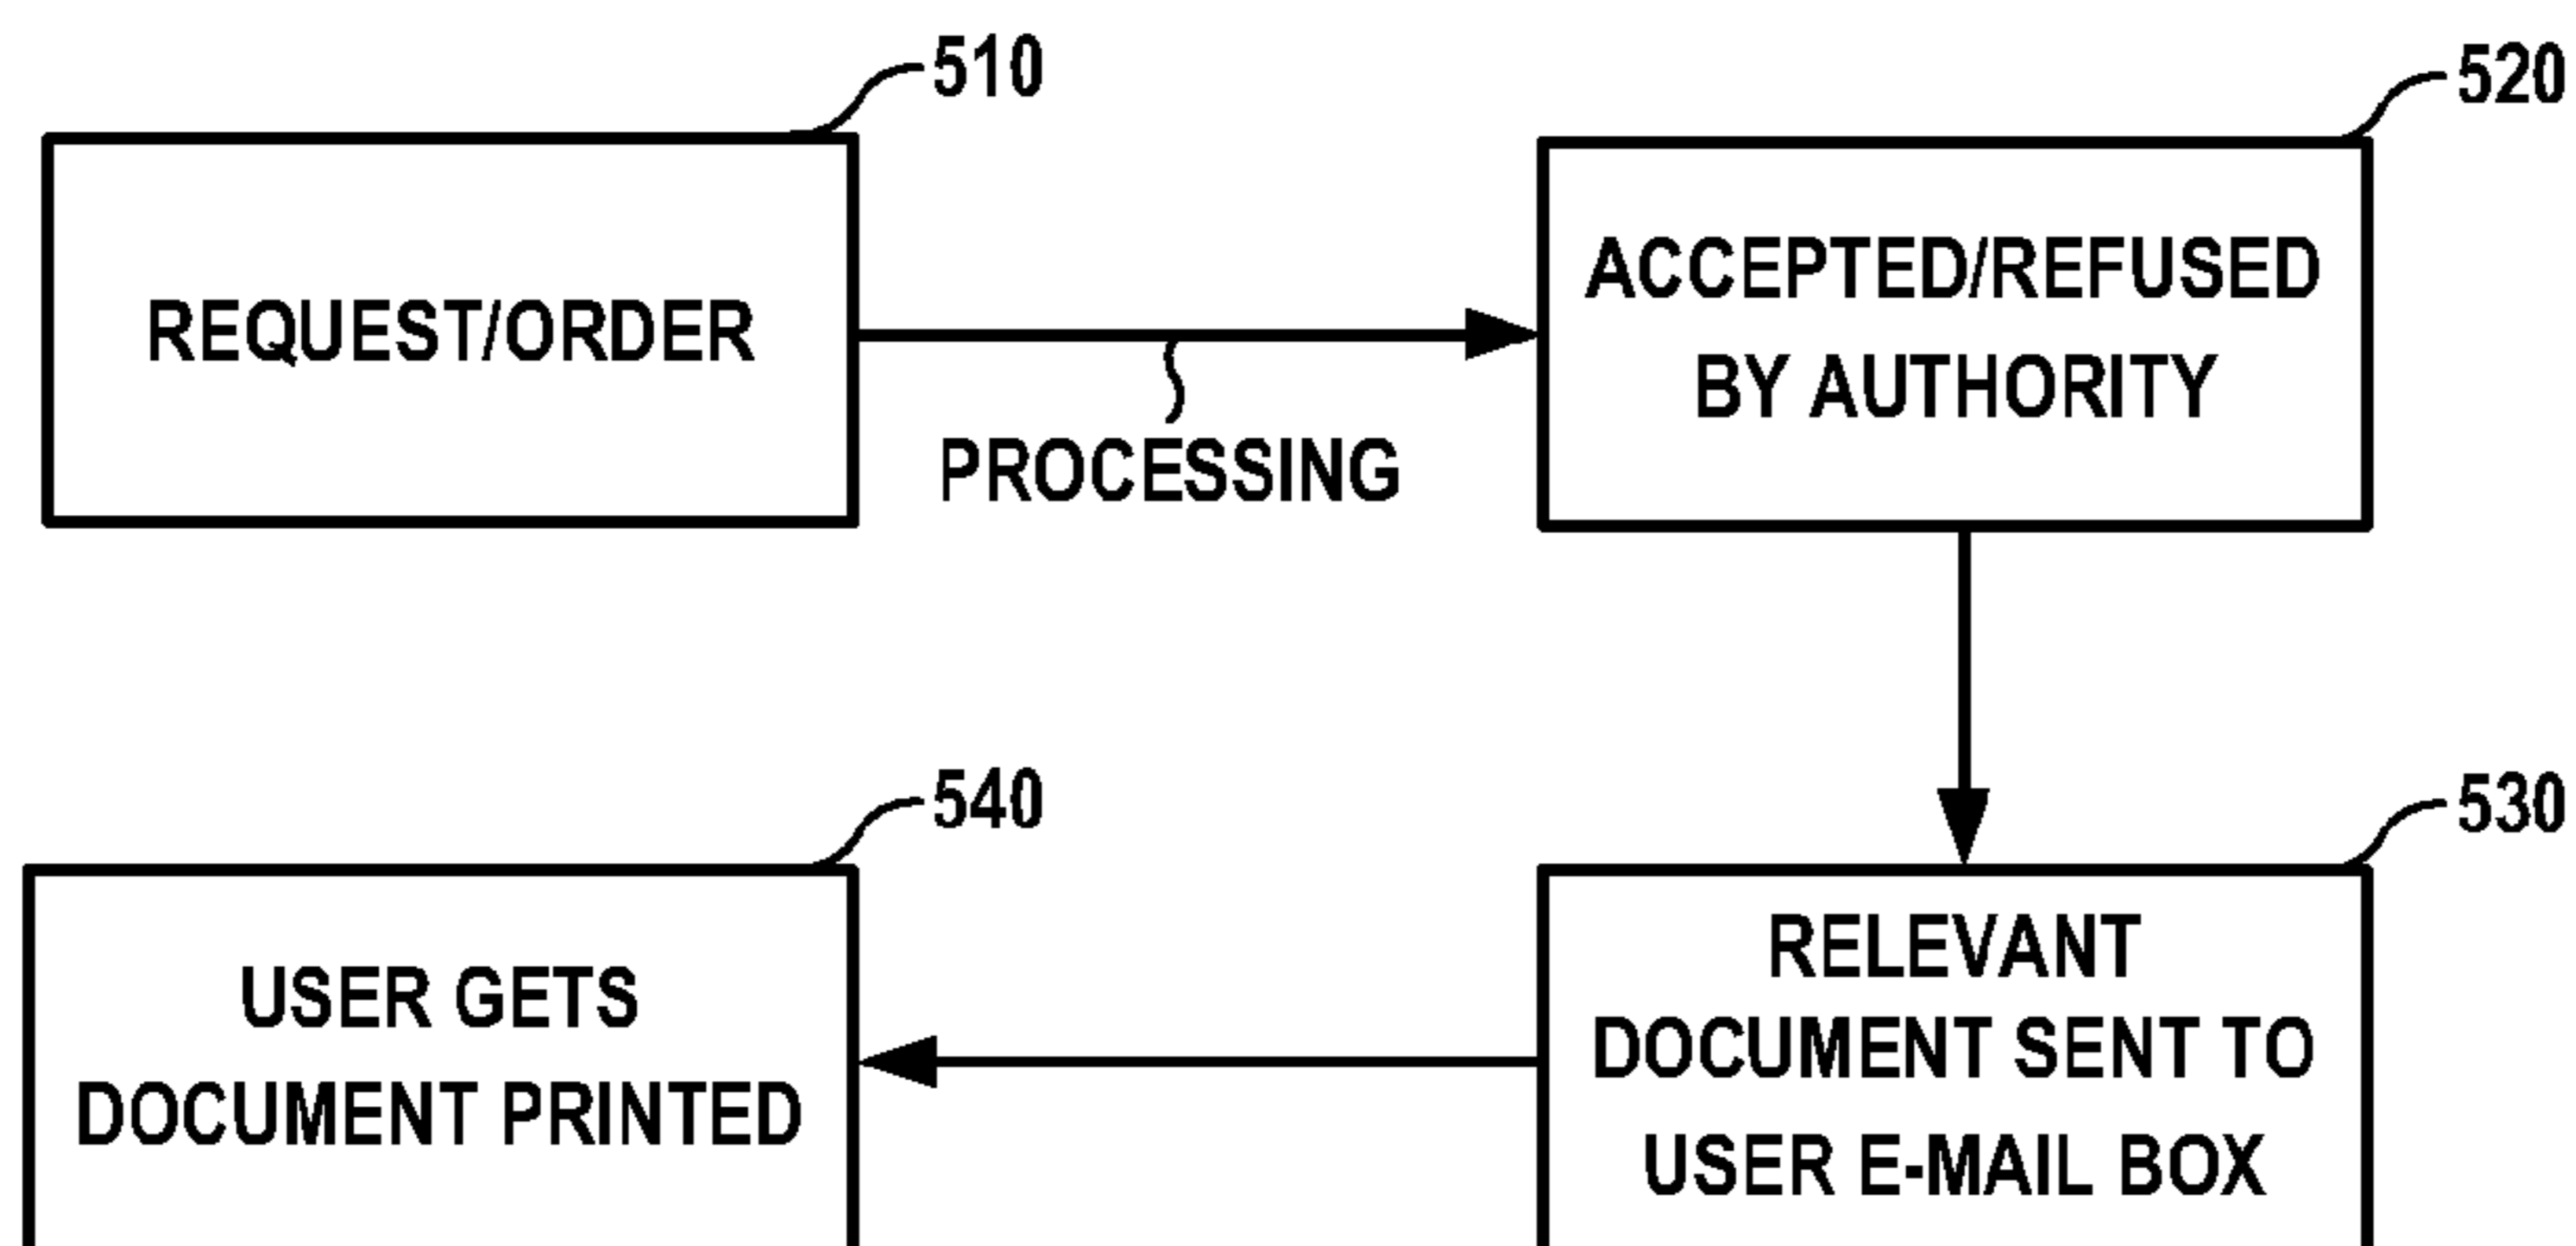 510
REQUEST/ORDER
PROCESSING
520
ACCEPTED/REFUSED
BY AUTHORITY
530
RELEVANT
DOCUMENT SENT TO
USER E-MAIL BOX
540
USER GETS
DOCUMENT PRINTED